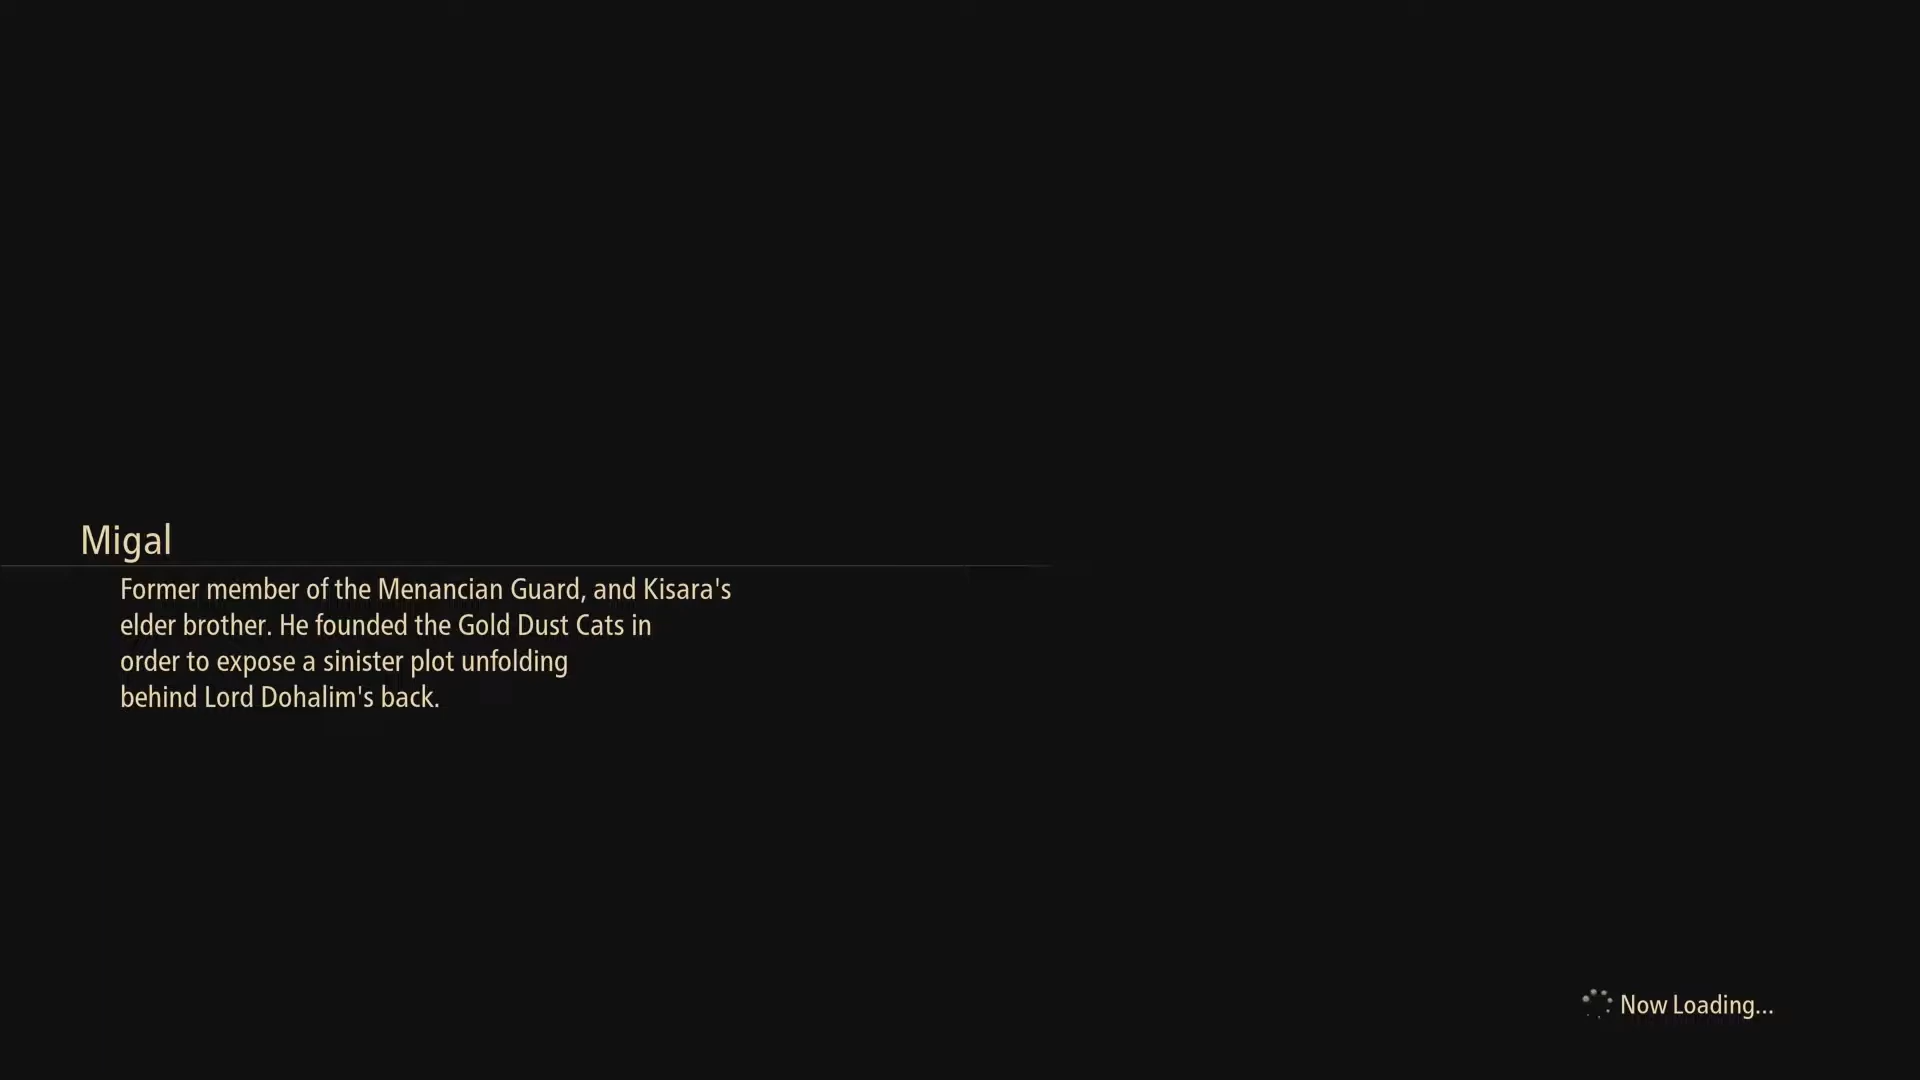 Migal
Former member of the Menancian Guard, and Kisara's
elder brother. He founded the Gold Dust Cats in
order to expose a sinister plot unfolding
behind Lord Dohalim's back.
Now Loading...